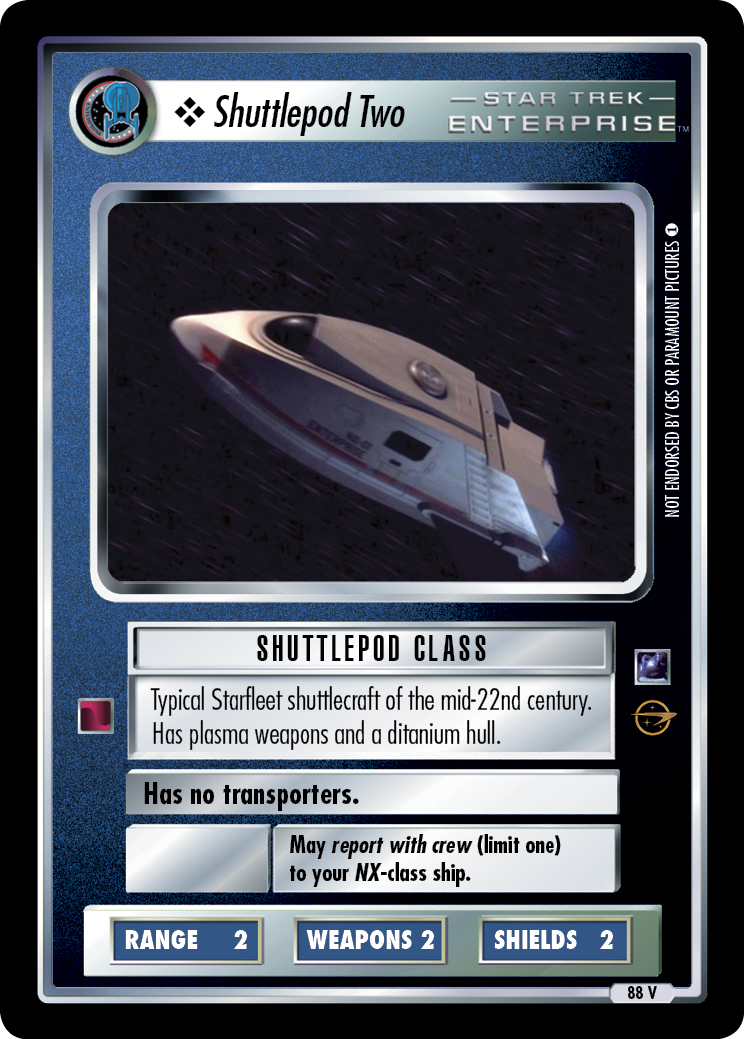 ❖ Shuttlepod Two
STAR TREK
ENTERPRISE™
NOT ENDORSED BY CBS OR PARAMOUNT PICTURES 1
ENTERPRISE
SHUTTLEPOD CLASS
Typical Starfleet shuttlecraft of the mid-22nd century.
Has plasma weapons and a ditanium hull.
Has no transporters.
May report with crew (limit one)
to your NX-class ship.
RANGE 2
WEAPONS 2
SHIELDS 2
88 V